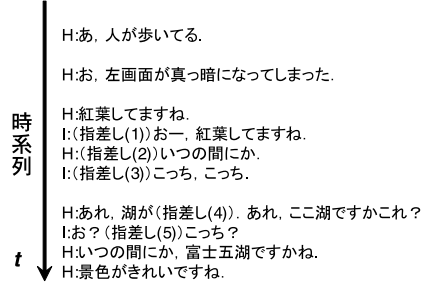 H:あ，人が歩いてる．
H:お，左画面が真っ暗になってしまった．
H:紅葉してますね．
I:（指差し(1)）おー，紅葉してますね．
H:（指差し(2)）いつの間にか．
I:（指差し(3)）こっち，こっち．
H:あれ，湖が（指差し(4)）．あれ，ここ湖ですかこれ？
I:お？（指差し(5)）こっち？
H:いつの間にか，富士五湖ですかね．
H:景色がきれいですね．
時系列
t